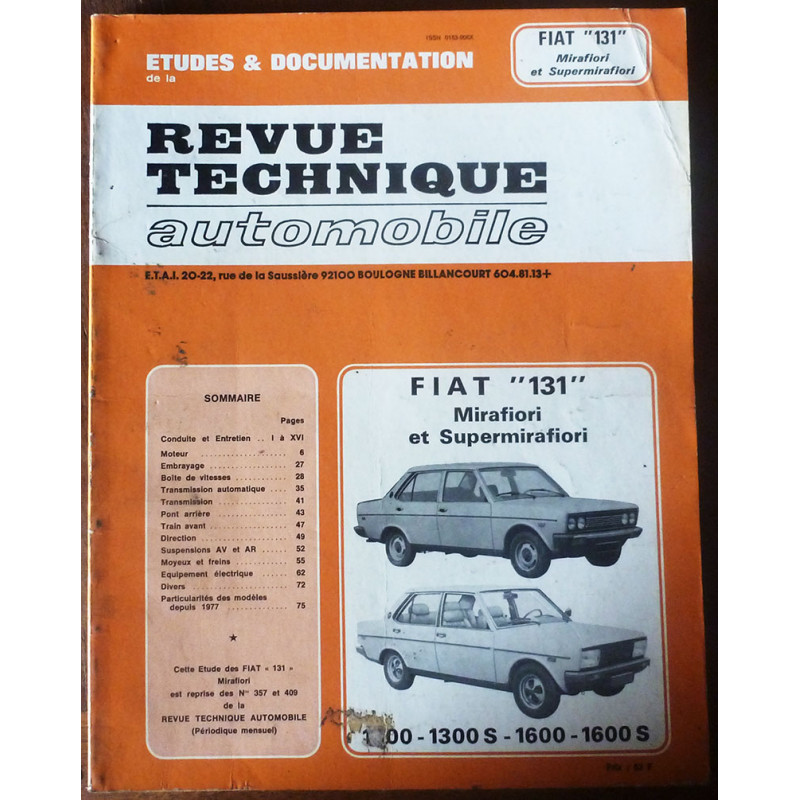 ETUDES & DOCUMENTATION
de la
FIAT "131"
Mirafiori
et Supermirafiori
REVUE
TECHNIQUE
automobile
E.T.A.I. 20-22, rue de la Saussière 92100 BOULOGNE BILLANCOURT 604.81.13+
SOMMAIRE
Pages
Conduite et Entretien .. I à XVI
Moteur .................... 6
Embrayage .................... 27
Boîte de vitesses .............. 28
Transmission automatique .... 35
Transmission .................. 41
Pont arrière .................. 43
Train avant .................... 47
Direction ...................... 49
Suspensions AV et AR ...... 52
Moyeux et freins .............. 55
Equipement électrique ...... 62
Divers ........................ 72
Particularités des modèles
depuis 1977 .............. 75
★
Cette Etude des FIAT « 131 »
Mirafiori
est reprise des Nos 357 et 409
de la
REVUE TECHNIQUE AUTOMOBILE
(Périodique mensuel)
FIAT "131"
Mirafiori
et Supermirafiori
00 - 1300 S - 1600 - 1600 S